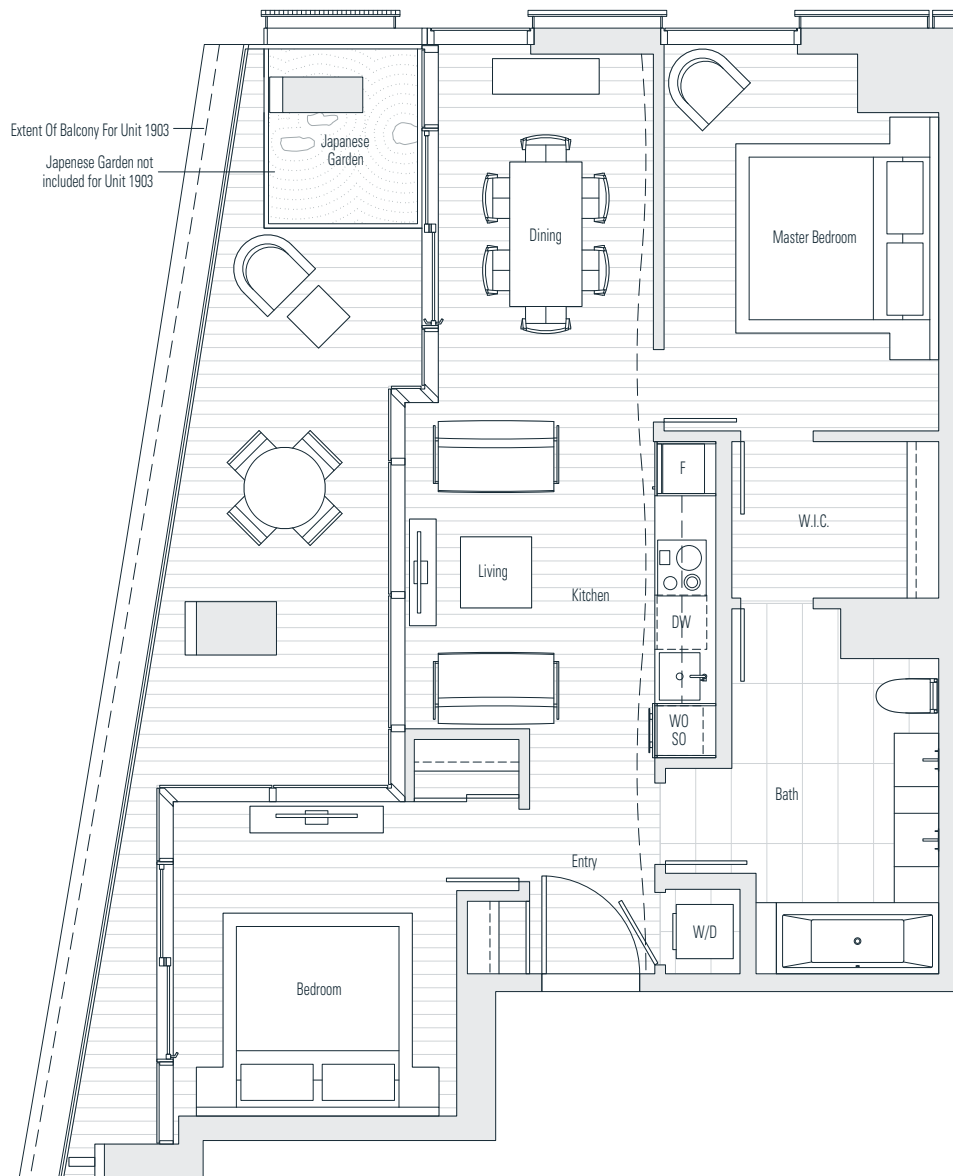 Extent Of Balcony For Unit 1903
Japenese Garden not
included for Unit 1903
Japanese
Garden
Dining
Master Bedroom
F
W.I.C.
Living
Kitchen
DW
WO
SO
Bath
Entry
W/D
Bedroom